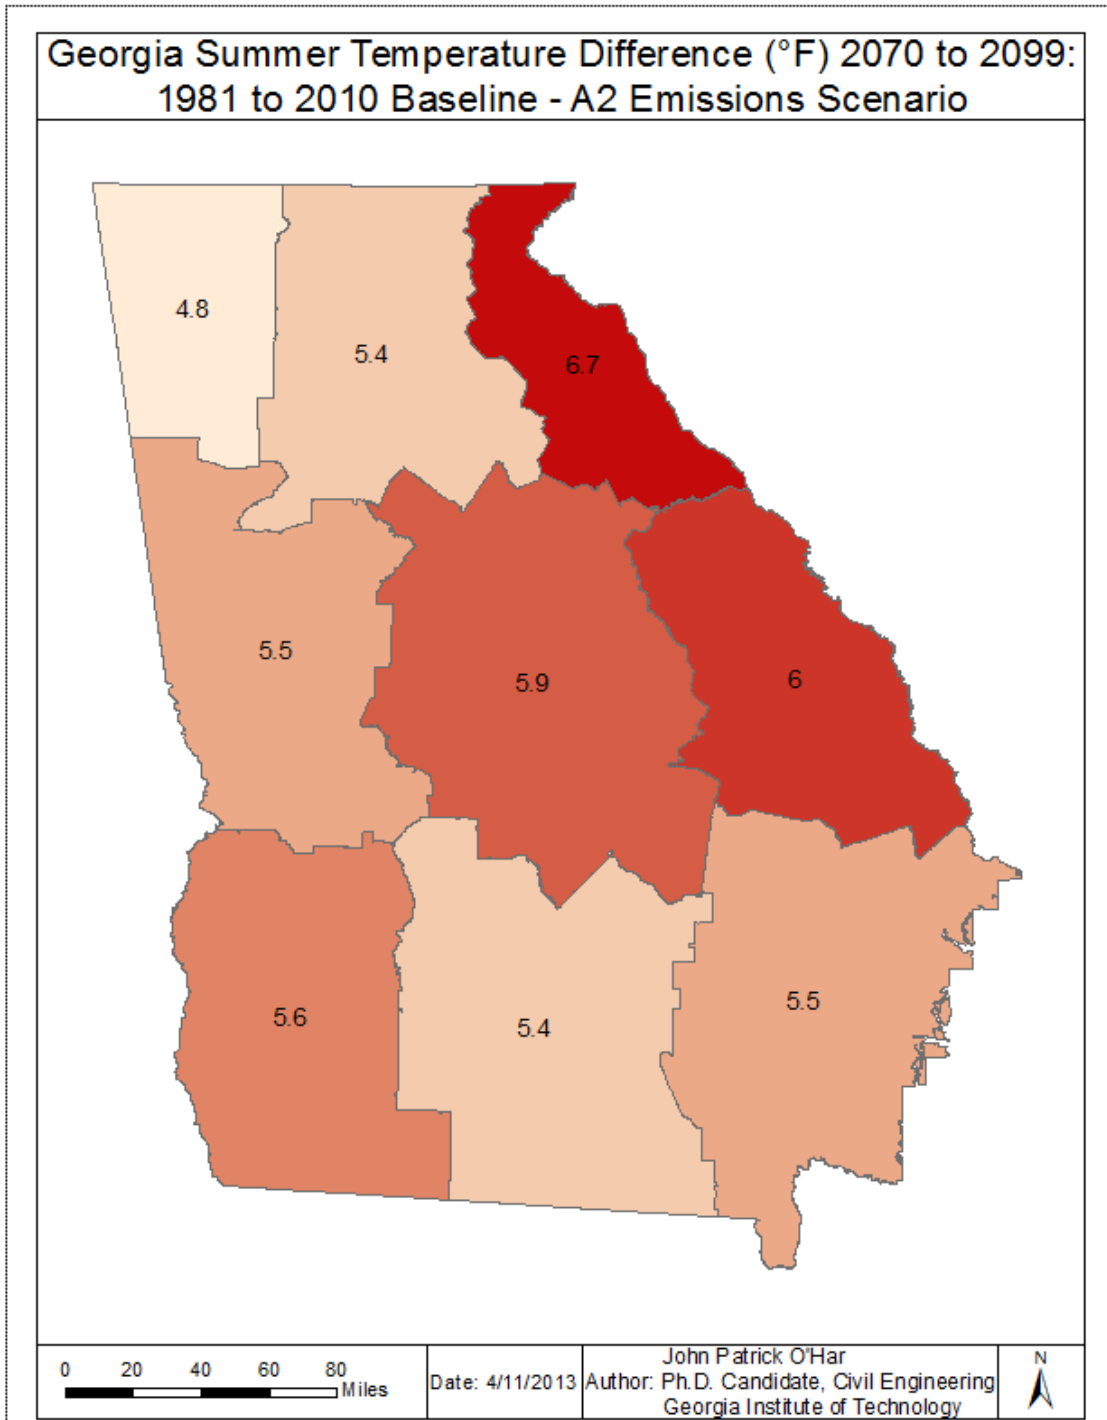 Georgia Summer Temperature Difference (°F) 2070 to 2099:
1981 to 2010 Baseline - A2 Emissions Scenario
4.8
5.4
6.7
5.5
5.9
6
5.6
5.4
5.5
0 20 40 60 80
Miles
Date: 4/11/2013
John Patrick O'Har
Author: Ph.D. Candidate, Civil Engineering
Georgia Institute of Technology
N